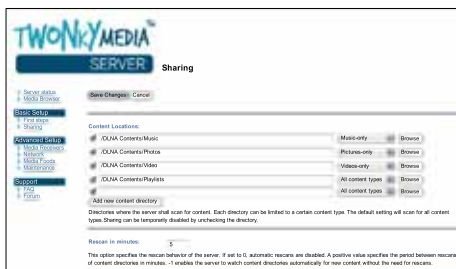 TWONKYMEDIA™
SERVER
Sharing
Server status
Media Browser
Save Changes Cancel
Basic Setup
First steps
Sharing
Content Locations:
/DLNA Contents/Music Music-only Browse
Advanced Setup
Media Receivers
Network
Media Feeds
Maintenance
/DLNA Contents/Photos Pictures-only Browse
/DLNA Contents/Video Videos-only Browse
/DLNA Contents/Playlists All content types Browse
All content types Browse
Support
FAQ
Forum
Add new content directory
Directories where the server shall scan for content. Each directory can be limited to a certain content type. The default setting will scan for all content
types. Sharing can be temporarily disabled by unchecking the directory.
Rescan in minutes: 5
This option specifies the rescan behavior of the server. If set to 0, automatic rescans are disabled. A positive value specifies the period between rescans
of content directories in minutes. -1 enables the server to watch content directories automatically for new content without the need for rescans.